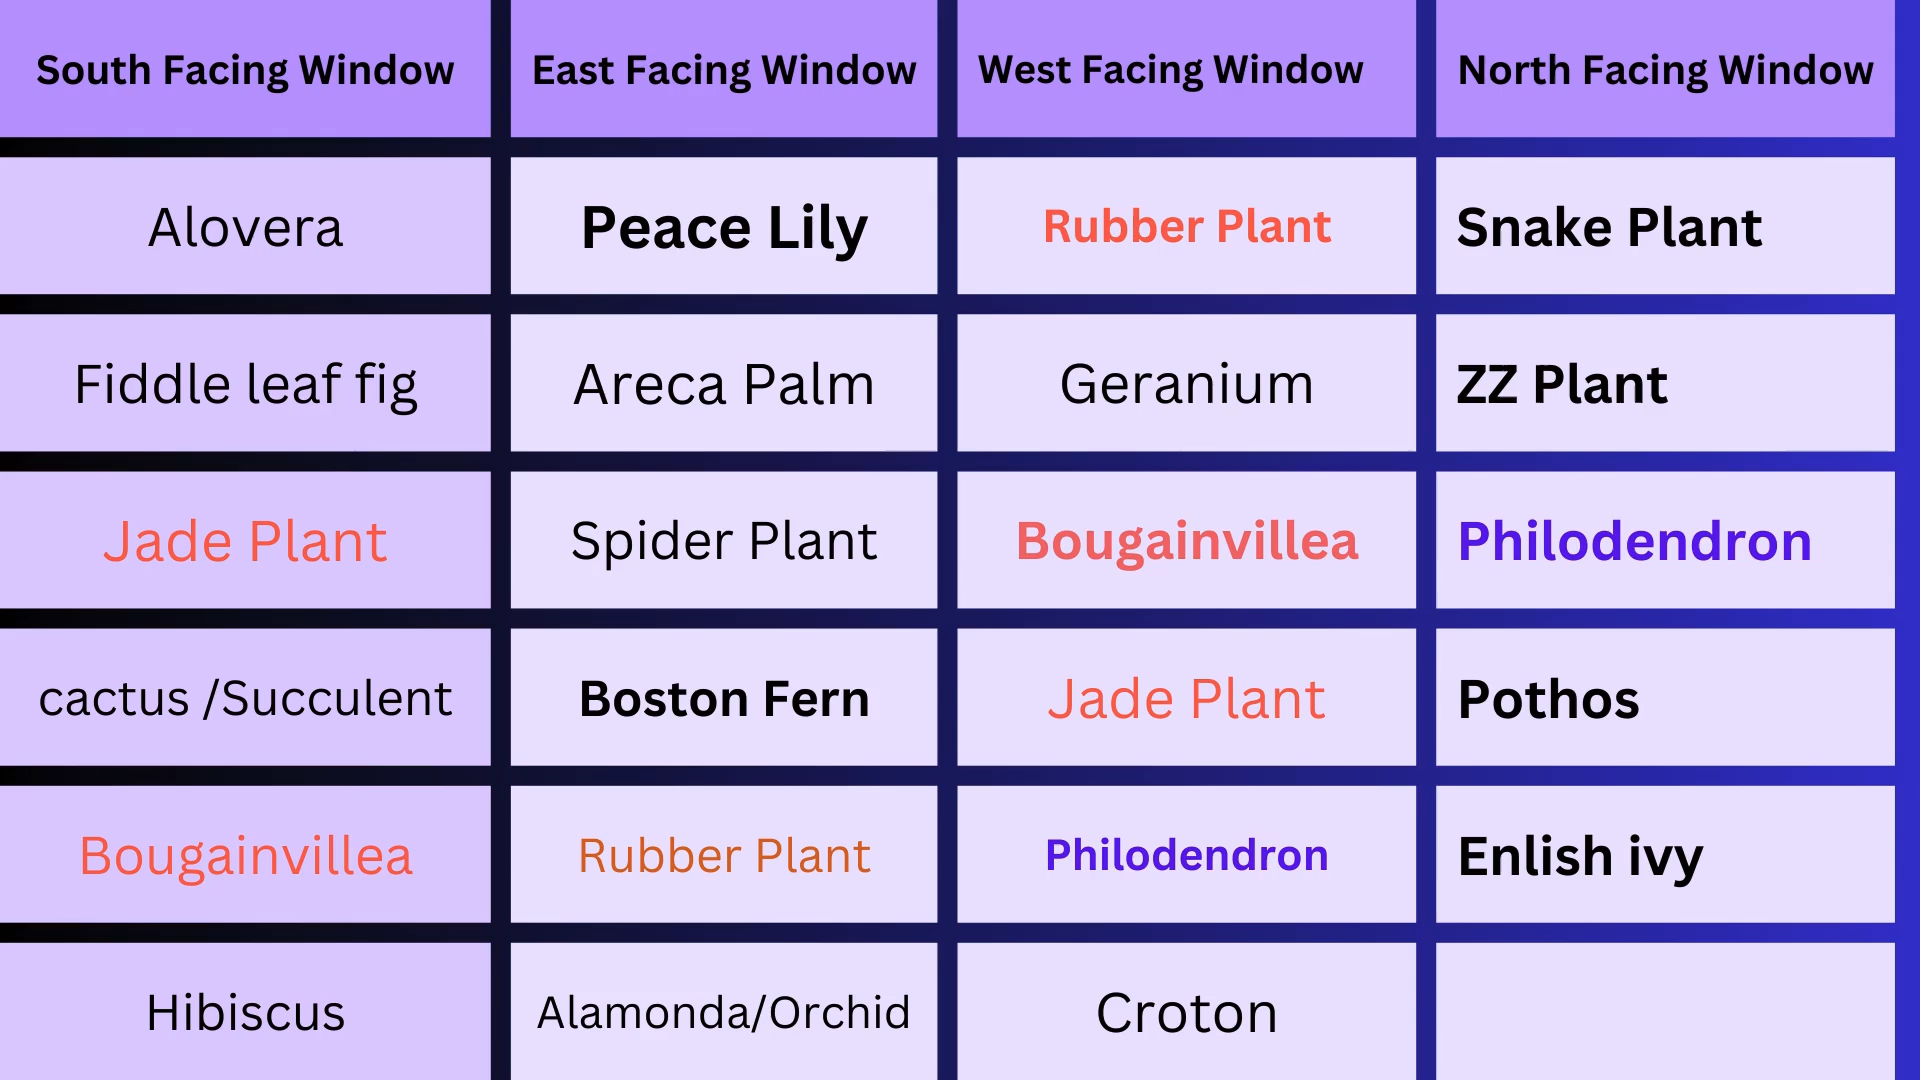 South Facing Window
East Facing Window
West Facing Window
North Facing Window
Alovera
Peace Lily
Rubber Plant
Snake Plant
Fiddle leaf fig
Areca Palm
Geranium
ZZ Plant
Jade Plant
Spider Plant
Bougainvillea
Philodendron
cactus /Succulent
Boston Fern
Jade Plant
Pothos
Bougainvillea
Rubber Plant
Philodendron
Enlish ivy
Hibiscus
Alamonda/Orchid
Croton